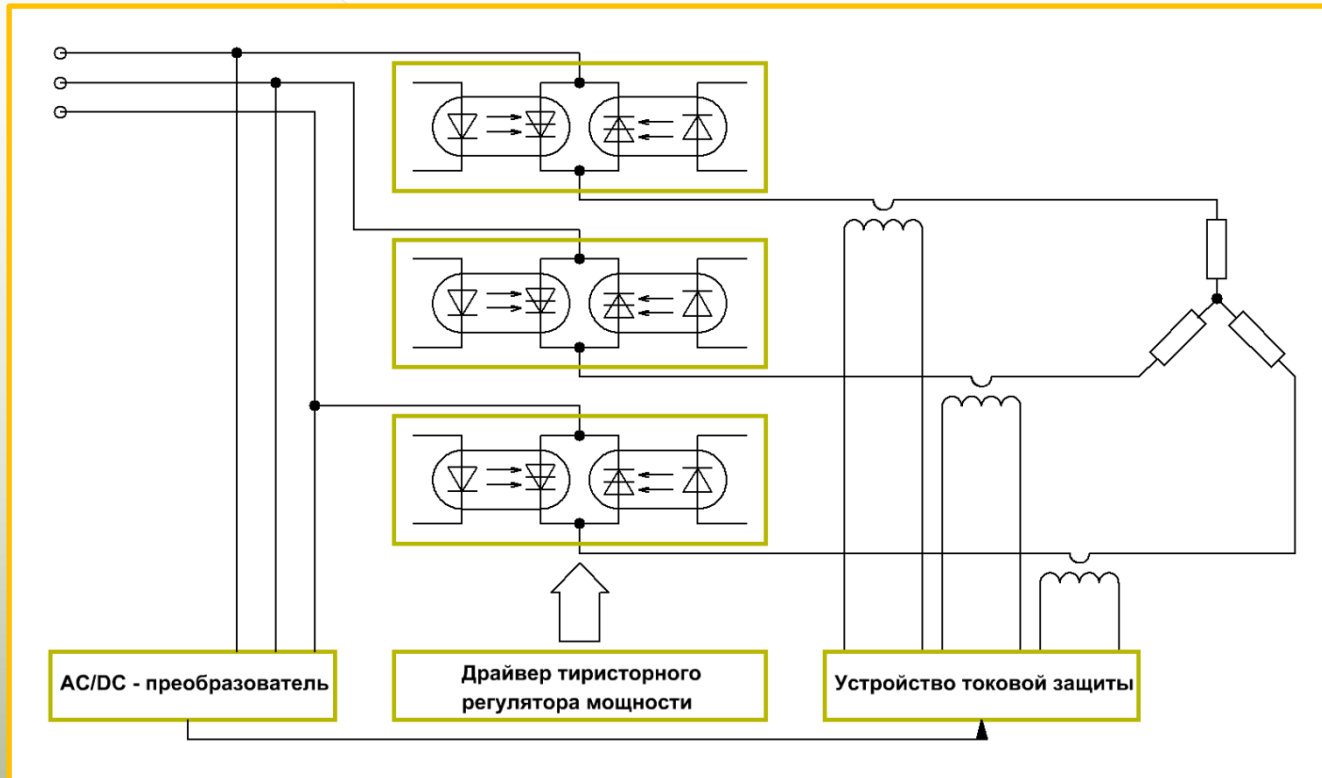 AC/DC - преобразователь
Драйвер тиристорного
регулятора мощности
Устройство токовой защиты